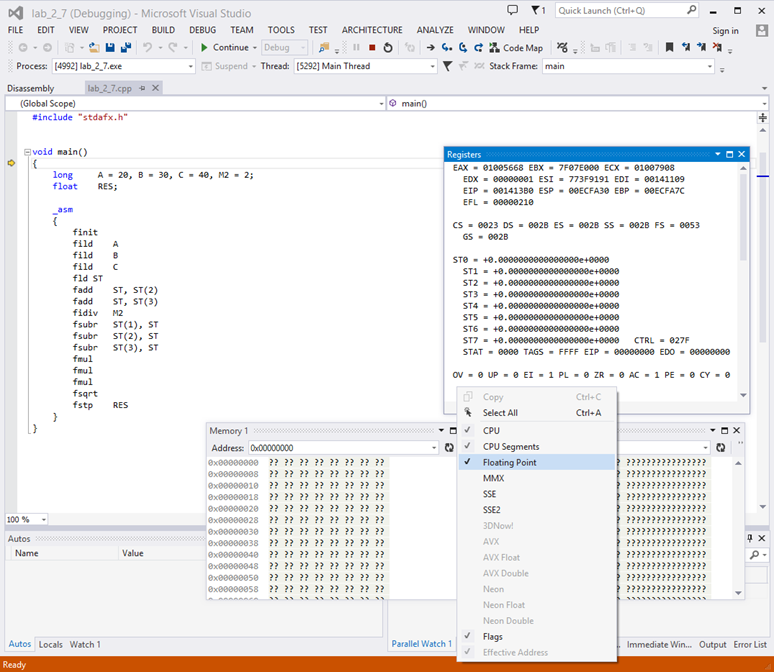 lab_2_7 (Debugging) - Microsoft Visual Studio
1
Quick Launch (Ctrl+Q)
FILE EDIT VIEW PROJECT BUILD DEBUG TEAM TOOLS TEST ARCHITECTURE ANALYZE WINDOW HELP Sign in
Continue Debug Code Map
Process: [4992] lab_2_7.exe Suspend Thread: [5292] Main Thread Stack Frame: main
Disassembly lab_2_7.cpp
(Global Scope) main()
#include "stdafx.h"
void main()
{
long A = 20, B = 30, C = 40, M2 = 2;
float RES;
_asm
{
finit
fild A
fild B
fild C
fld ST
fadd ST, ST(2)
fadd ST, ST(3)
fidiv M2
fsubr ST(1), ST
fsubr ST(2), ST
fsubr ST(3), ST
fmul
fmul
fmul
fsqrt
fstp RES
}
}
100 %
Registers
EAX = 01005668 EBX = 7F07E000 ECX = 01007908
EDX = 00000001 ESI = 773F9191 EDI = 00141109
EIP = 001413B0 ESP = 00ECFA30 EBP = 00ECFA7C
EFL = 00000210
CS = 0023 DS = 002B ES = 002B SS = 002B FS = 0053
GS = 002B
ST0 = +0.0000000000000000e+0000
ST1 = +0.0000000000000000e+0000
ST2 = +0.0000000000000000e+0000
ST3 = +0.0000000000000000e+0000
ST4 = +0.0000000000000000e+0000
ST5 = +0.0000000000000000e+0000
ST6 = +0.0000000000000000e+0000
ST7 = +0.0000000000000000e+0000 CTRL = 027F
STAT = 0000 TAGS = FFFF EIP = 00000000 EDO = 00000000
OV = 0 UP = 0 EI = 1 PL = 0 ZR = 0 AC = 1 PE = 0 CY = 0
Copy Ctrl+C
Select All Ctrl+A
CPU
CPU Segments
Floating Point
MMX
SSE
SSE2
3DNow!
AVX
AVX Float
AVX Double
Neon
Neon Float
Neon Double
Flags
Effective Address
Memory 1
Address: 0x00000000
0x00000000 ?? ?? ?? ?? ?? ?? ?? ?? ????????????????
0x00000008 ?? ?? ?? ?? ?? ?? ?? ?? ????????????????
0x00000010 ?? ?? ?? ?? ?? ?? ?? ?? ????????????????
0x00000018 ?? ?? ?? ?? ?? ?? ?? ?? ????????????????
0x00000020 ?? ?? ?? ?? ?? ?? ?? ?? ????????????????
0x00000028 ?? ?? ?? ?? ?? ?? ?? ?? ????????????????
0x00000030 ?? ?? ?? ?? ?? ?? ?? ?? ????????????????
0x00000038 ?? ?? ?? ?? ?? ?? ?? ?? ????????????????
0x00000040 ?? ?? ?? ?? ?? ?? ?? ?? ????????????????
0x00000048 ?? ?? ?? ?? ?? ?? ?? ?? ????????????????
0x00000050 ?? ?? ?? ?? ?? ?? ?? ?? ????????????????
0x00000058 ?? ?? ?? ?? ?? ?? ?? ?? ????????????????
Autos
Name Value
Autos Locals Watch 1
Parallel Watch 1
Immediate Win... Output Error List
Ready